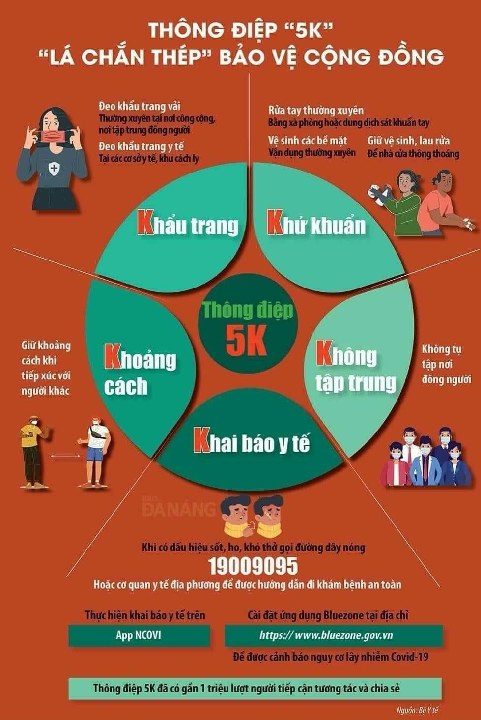 THÔNG ĐIỆP “5K”
“LÁ CHẮN THÉP” BẢO VỆ CỘNG ĐỒNG
Đeo khẩu trang vải
Thường xuyên tại nơi công cộng,
nơi tập trung đông người
Đeo khẩu trang y tế
Tại các cơ sở y tế, khu cách ly
Rửa tay thường xuyên
Bằng xà phòng hoặc dung dịch sát khuẩn tay
Vệ sinh các bề mặt
Vận dụng thường xuyên
Giữ vệ sinh, lau rửa
Để nhà cửa thông thoáng
Khẩu trang
Khử khuẩn
Thông điệp
5K
Giữ khoảng
cách khi
tiếp xúc với
người khác
Khoảng
cách
Không
tập trung
Không tụ
tập nơi
đông người
Khai báo y tế
BÁO
ĐÀ NẴNG
Khi có dấu hiệu sốt, ho, khó thở gọi đường dây nóng
19009095
Hoặc cơ quan y tế địa phương để được hướng dẫn đi khám bệnh an toàn
Thực hiện khai báo y tế trên
App NCOVI
Cài đặt ứng dụng Bluezone tại địa chỉ
https:// www.bluezone.gov.vn
Để được cảnh báo nguy cơ lây nhiễm Covid-19
Thông điệp 5K đã có gần 1 triệu lượt người tiếp cận tương tác và chia sẻ
Nguồn: Bộ Y tế